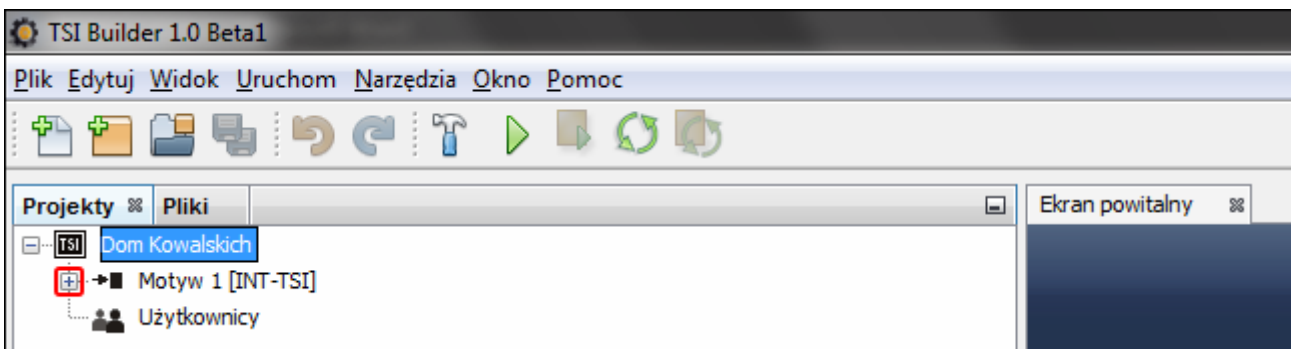 TSI Builder 1.0 Beta1
Plik Edytuj Widok Uruchom Narzędzia Okno Pomoc
Projekty Pliki Ekran powitalny
TSI Dom Kowalskich
Motyw 1 [INT-TSI]
Użytkownicy